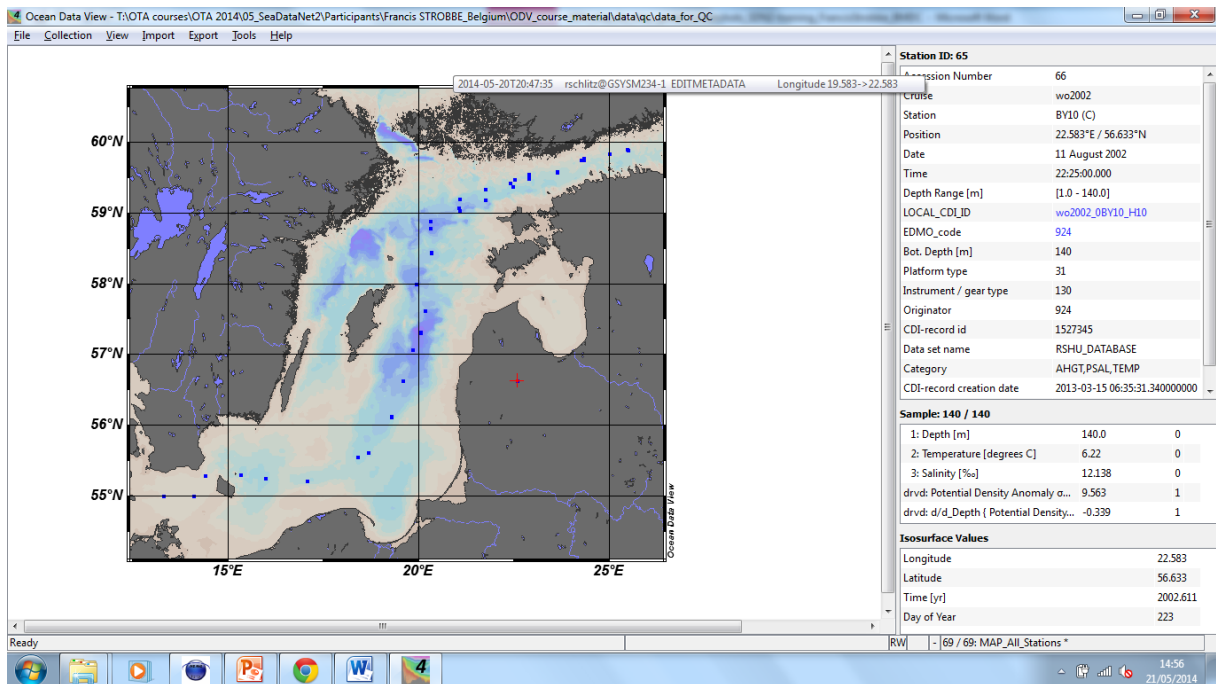 Ocean Data View - T:\OTA courses\OTA 2014\05_SeaDataNet2\Participants\Francis STROBBE_Belgium\ODV_course_material\data\qc\data_for_QC
File Collection View Import Export Tools Help
Station ID: 65
2014-05-20T20:47:35 rschlitz@GSYSM234-1 EDITMETADATA Longitude 19.583->22.583
Accession Number 66
Cruise wo2002
Station BY10 (C)
Position 22.583°E / 56.633°N
Date 11 August 2002
Time 22:25:00.000
Depth Range [m] [1.0 - 140.0]
LOCAL_CDI_ID wo2002_0BY10_H10
EDMO_code 924
Bot. Depth [m] 140
Platform type 31
Instrument / gear type 130
Originator 924
CDI-record id 1527345
Data set name RSHU_DATABASE
Category AHGT,PSAL,TEMP
CDI-record creation date 2013-03-15 06:35:31.340000000
Sample: 140 / 140
1: Depth [m] 140.0 0
2: Temperature [degrees C] 6.22 0
3: Salinity [‰] 12.138 0
drvd: Potential Density Anomaly σ... 9.563 1
drvd: d/d_Depth { Potential Density... -0.339 1
Isosurface Values
Longitude 22.583
Latitude 56.633
Time [yr] 2002.611
Day of Year 223
60°N
59°N
58°N
57°N
56°N
55°N
15°E 20°E 25°E
Ocean Data View
Ready RW - 69 / 69: MAP_All_Stations *
14:56
21/05/2014